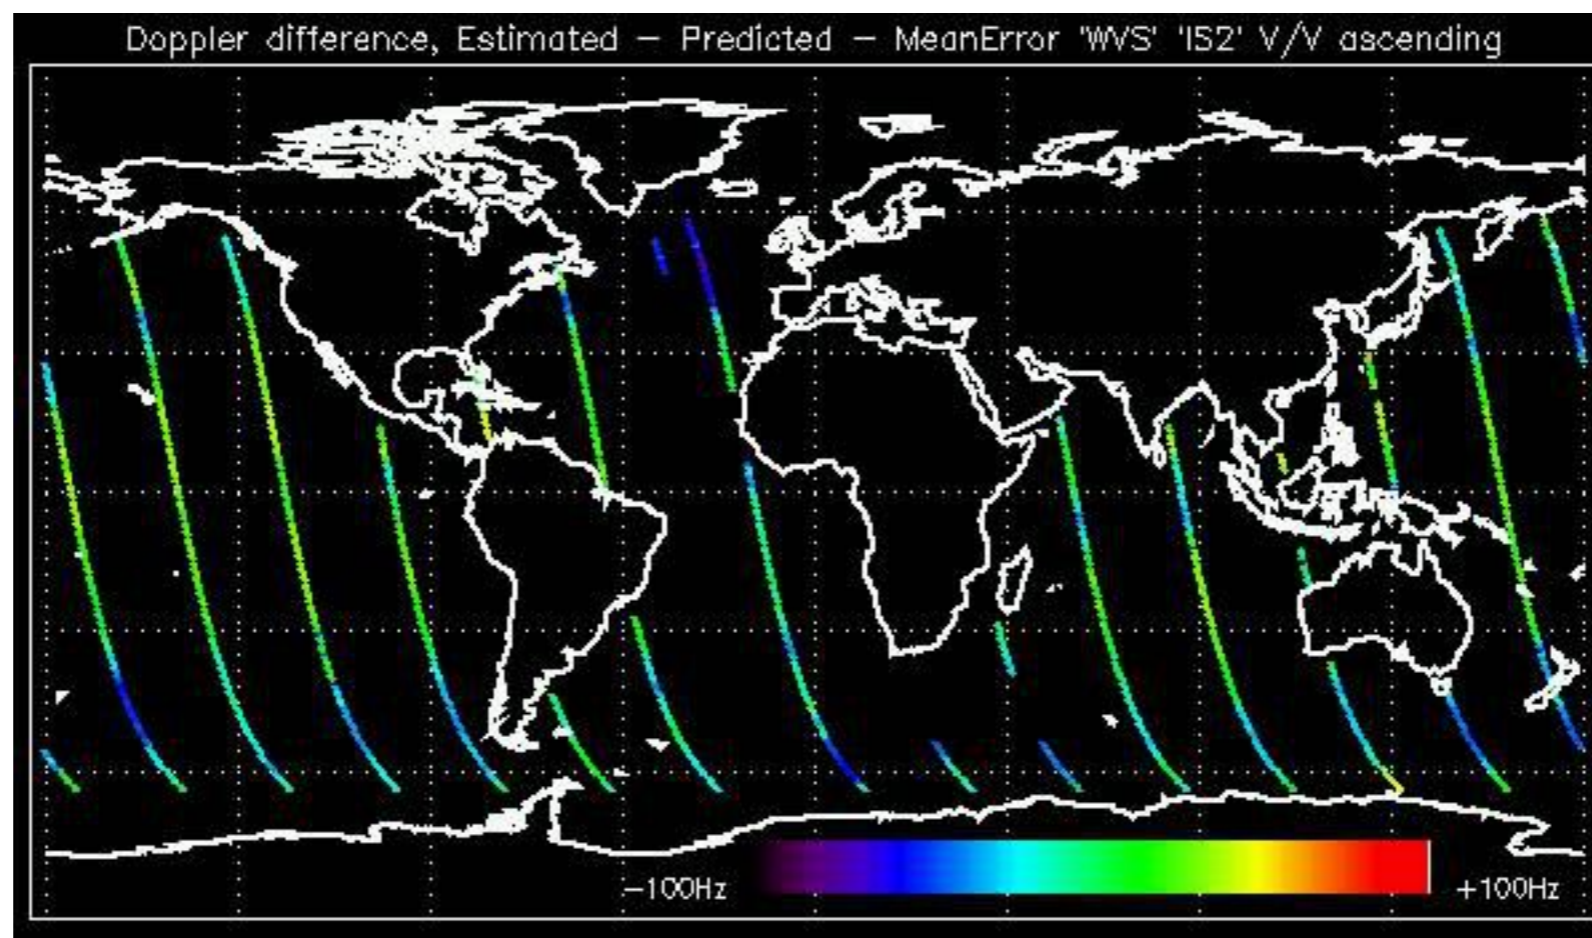 Doppler difference, Estimated – Predicted – MeanError 'WVS' 'IS2' V/V ascending
–100Hz
+100Hz